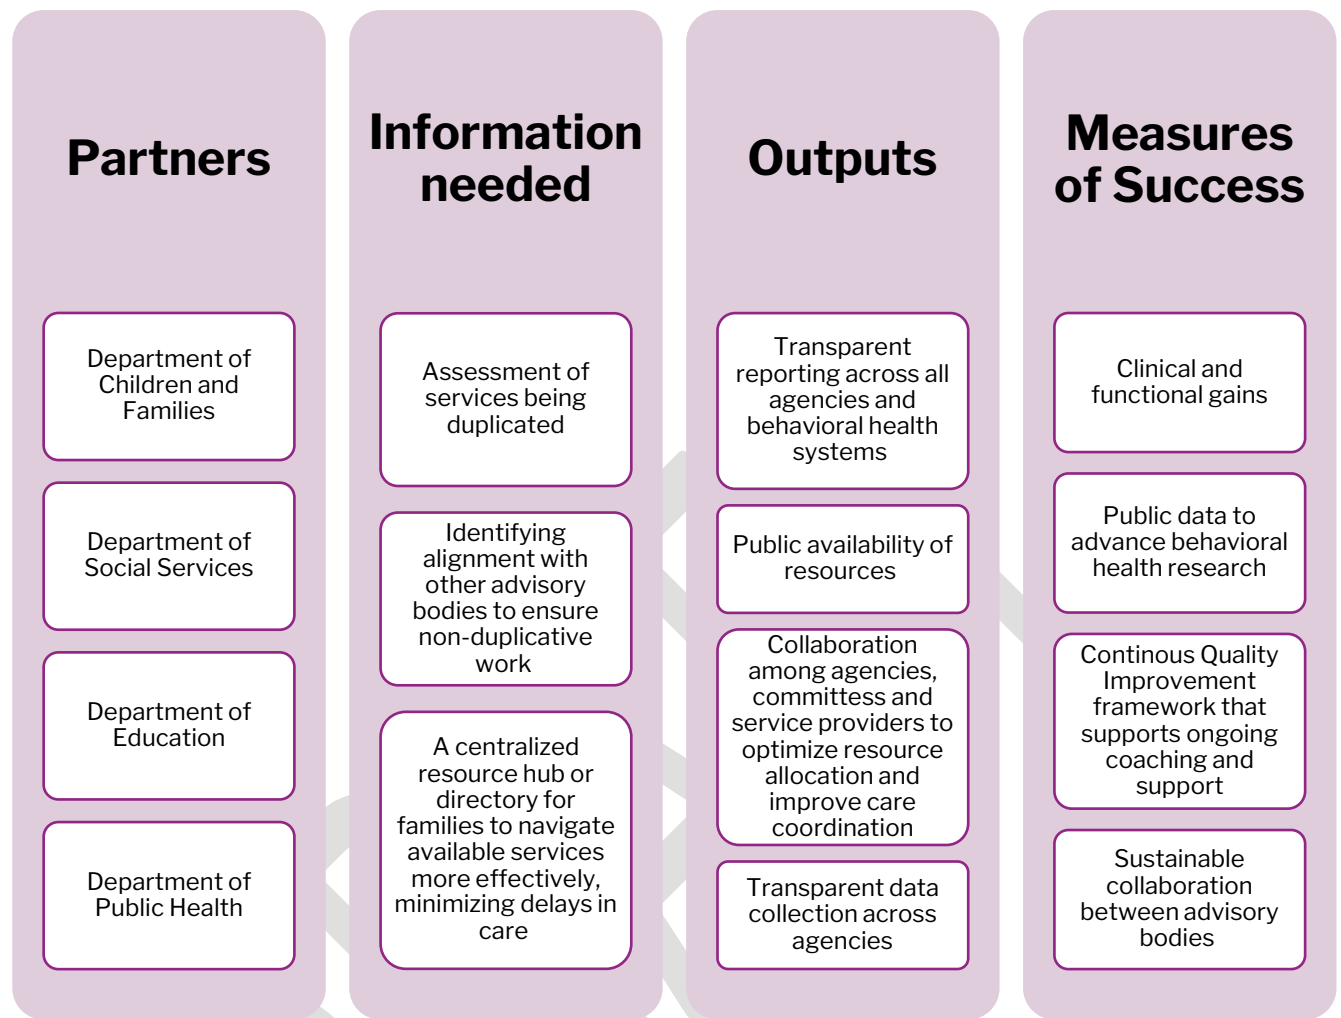 Partners
Department of
Children and
Families
Department of
Social Services
Department of
Education
Department of
Public Health
Information
needed
Assessment of
services being
duplicated
Identifying
alignment with
other advisory
bodies to ensure
non-duplicative
work
A centralized
resource hub or
directory for
families to navigate
available services
more effectively,
minimizing delays in
care
Outputs
Transparent
reporting across all
agencies and
behavioral health
systems
Public availability of
resources
Collaboration
among agencies,
committess and
service providers to
optimize resource
allocation and
improve care
coordination
Transparent data
collection across
agencies
Measures
of Success
Clinical and
functional gains
Public data to
advance behavioral
health research
Continous Quality
Improvement
framework that
supports ongoing
coaching and
support
Sustainable
collaboration
between advisory
bodies